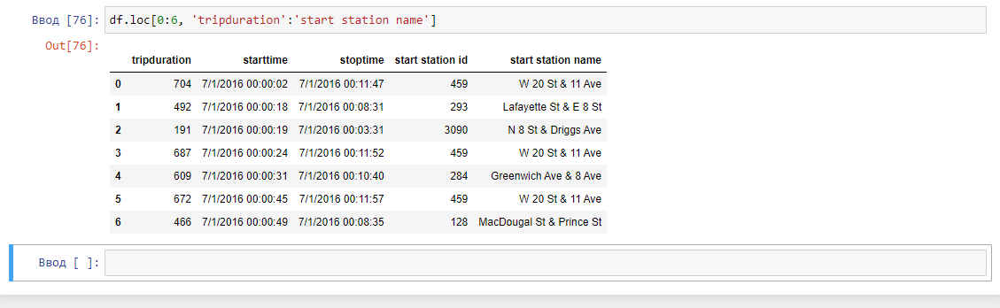 Ввод [76]: df.loc[0:6, 'tripduration':'start station name']
Out[76]:
tripduration starttime stoptime start station id start station name
0 704 7/1/2016 00:00:02 7/1/2016 00:11:47 459 W 20 St & 11 Ave
1 492 7/1/2016 00:00:18 7/1/2016 00:08:31 293 Lafayette St & E 8 St
2 191 7/1/2016 00:00:19 7/1/2016 00:03:31 3090 N 8 St & Driggs Ave
3 687 7/1/2016 00:00:24 7/1/2016 00:11:52 459 W 20 St & 11 Ave
4 609 7/1/2016 00:00:31 7/1/2016 00:10:40 284 Greenwich Ave & 8 Ave
5 672 7/1/2016 00:00:45 7/1/2016 00:11:57 459 W 20 St & 11 Ave
6 466 7/1/2016 00:00:49 7/1/2016 00:08:35 128 MacDougal St & Prince St
Ввод [ ]: